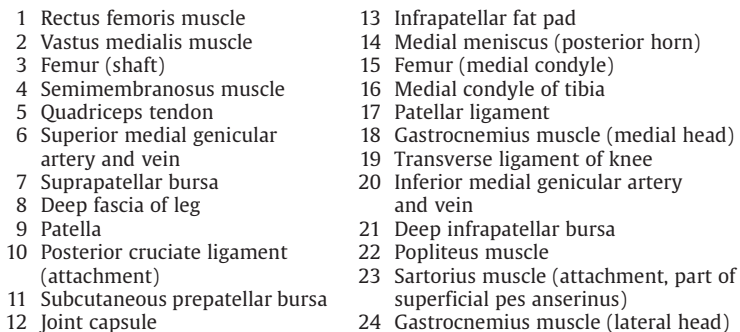 1 Rectus femoris muscle
2 Vastus medialis muscle
3 Femur (shaft)
4 Semimembranosus muscle
5 Quadriceps tendon
6 Superior medial genicular
artery and vein
7 Suprapatellar bursa
8 Deep fascia of leg
9 Patella
10 Posterior cruciate ligament
(attachment)
11 Subcutaneous prepatellar bursa
12 Joint capsule
13 Infrapatellar fat pad
14 Medial meniscus (posterior horn)
15 Femur (medial condyle)
16 Medial condyle of tibia
17 Patellar ligament
18 Gastrocnemius muscle (medial head)
19 Transverse ligament of knee
20 Inferior medial genicular artery
and vein
21 Deep infrapatellar bursa
22 Popliteus muscle
23 Sartorius muscle (attachment, part of
superficial pes anserinus)
24 Gastrocnemius muscle (lateral head)